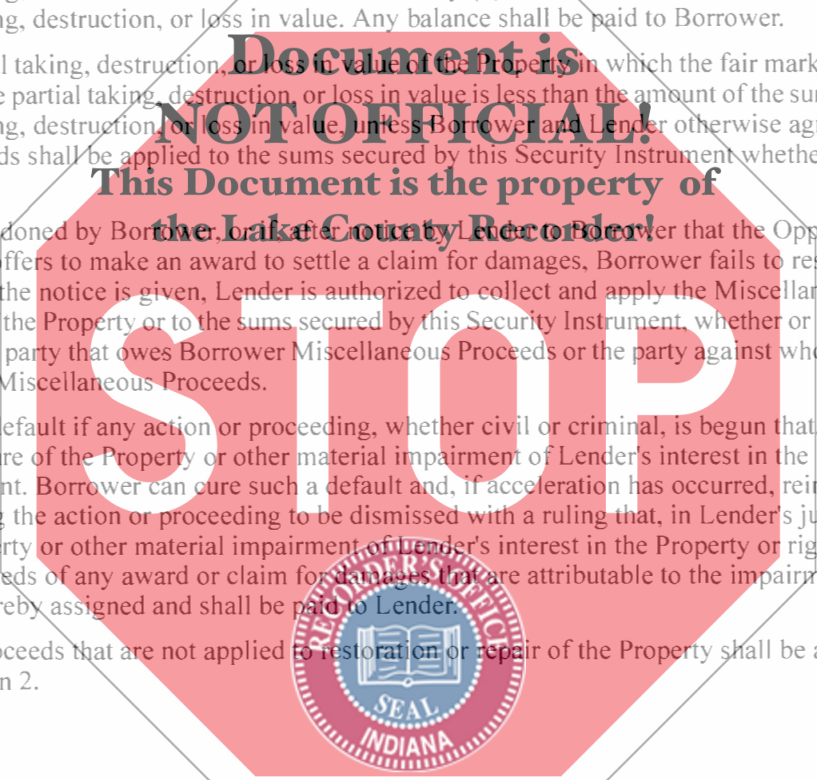 ng, destruction, or loss in value. Any balance shall be paid to Borrower.
Document is
l taking, destruction, or loss in value of the Property in which the fair mark
e partial taking, destruction, or loss in value is less than the amount of the su
NOT OFFICIAL!
ng, destruction, or loss in value, unless Borrower and Lender otherwise ag
ds shall be applied to the sums secured by this Security Instrument whethe
This Document is the property of
the Lake County Recorder!
doned by Borrower, or if, after notice by Lender to Borrower that the Opp
offers to make an award to settle a claim for damages, Borrower fails to re
the notice is given, Lender is authorized to collect and apply the Miscellan
the Property or to the sums secured by this Security Instrument, whether or
party that owes Borrower Miscellaneous Proceeds or the party against who
Miscellaneous Proceeds.
STOP
default if any action or proceeding, whether civil or criminal, is begun that,
re of the Property or other material impairment of Lender's interest in the
nt. Borrower can cure such a default and, if acceleration has occurred, rein
g the action or proceeding to be dismissed with a ruling that, in Lender's ju
erty or other material impairment of Lender's interest in the Property or rig
eds of any award or claim for damages that are attributable to the impairm
reby assigned and shall be paid to Lender.
oceeds that are not applied to restoration or repair of the Property shall be a
n 2.
RECORDER'S OFFICE
SEAL
INDIANA